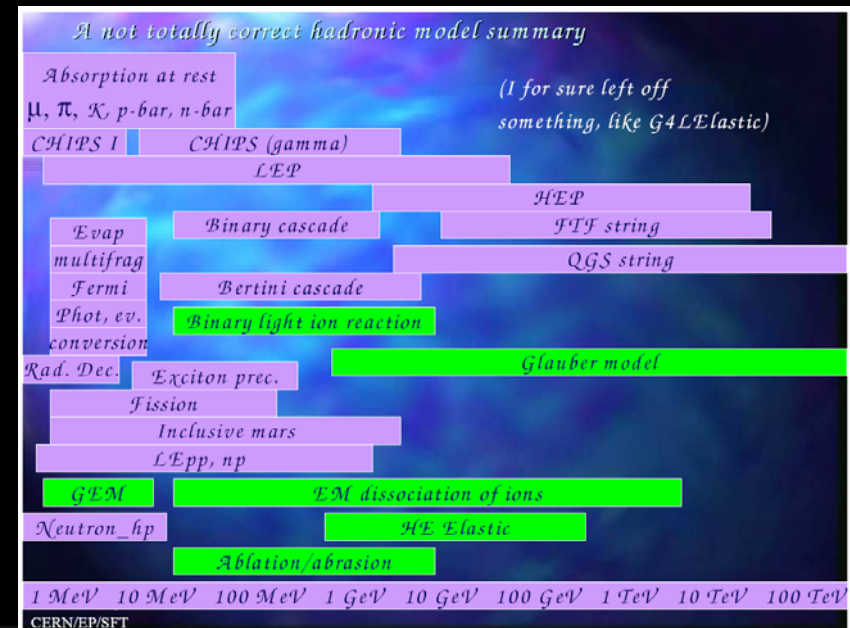 A not totally correct hadronic model summary
Absorption at rest
μ, π, K, p-bar, n-bar
(I for sure left off
something, like G4LElastic)
CHIPS I
CHIPS (gamma)
LEP
HEP
Evap
Binary cascade
FTF string
multifrag
QGS string
Fermi
Bertini cascade
Phot, ev.
Binary light ion reaction
conversion
Glauber model
Rad. Dec.
Exciton prec.
Fission
Inclusive mars
LEpp, np
GEM
EM dissociation of ions
Neutron_hp
HE Elastic
Ablation/abrasion
1 MeV 10 MeV 100 MeV 1 GeV 10 GeV 100 GeV 1 TeV 10 TeV 100 TeV
CERN/EP/SFT